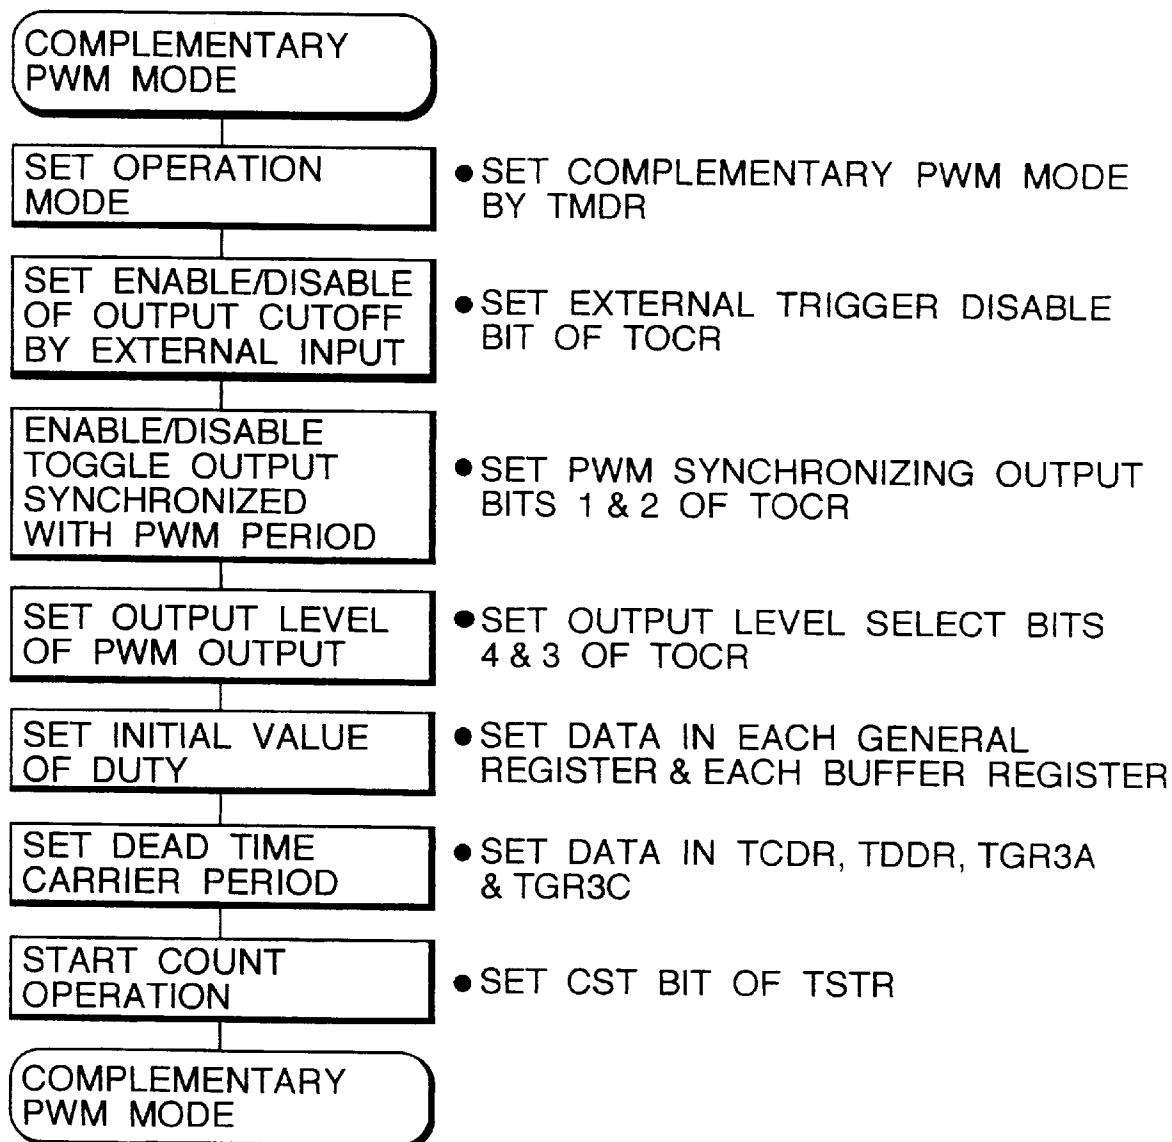 COMPLEMENTARY
PWM MODE
SET OPERATION
MODE
● SET COMPLEMENTARY PWM MODE
BY TMDR
SET ENABLE/DISABLE
OF OUTPUT CUTOFF
BY EXTERNAL INPUT
● SET EXTERNAL TRIGGER DISABLE
BIT OF TOCR
ENABLE/DISABLE
TOGGLE OUTPUT
SYNCHRONIZED
WITH PWM PERIOD
● SET PWM SYNCHRONIZING OUTPUT
BITS 1 & 2 OF TOCR
SET OUTPUT LEVEL
OF PWM OUTPUT
● SET OUTPUT LEVEL SELECT BITS
4 & 3 OF TOCR
SET INITIAL VALUE
OF DUTY
● SET DATA IN EACH GENERAL
REGISTER & EACH BUFFER REGISTER
SET DEAD TIME
CARRIER PERIOD
● SET DATA IN TCDR, TDDR, TGR3A
& TGR3C
START COUNT
OPERATION
● SET CST BIT OF TSTR
COMPLEMENTARY
PWM MODE